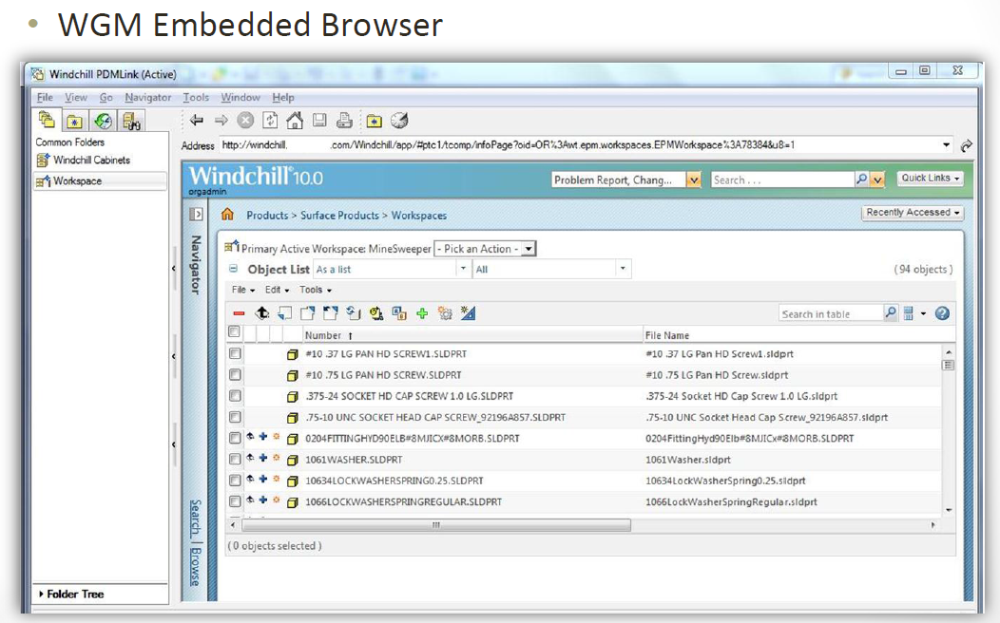 • WGM Embedded Browser
Windchill PDMLink (Active)
File View Go Navigator Tools Window Help
Common Folders
Windchill Cabinets
Workspace
Folder Tree
Address http://windchill. .com/Windchill/app/#ptc1/tcomp/infoPage?oid=OR%3Awt.epm.workspaces.EPMWorkspace%3A78384&u8=1
Windchill® 10.0
orgadmin
Problem Report, Chang... Search . . . Quick Links
Products > Surface Products > Workspaces Recently Accessed
Navigator
Search | Browse
Primary Active Workspace: MineSweeper - Pick an Action -
Object List As a list All ( 94 objects )
File Edit Tools
Search in table
Number ↑ File Name
#10 .37 LG PAN HD SCREW1.SLDPRT #10 .37 LG Pan HD Screw1.sldprt
#10 .75 LG PAN HD SCREW.SLDPRT #10 .75 LG Pan HD Screw.sldprt
.375-24 SOCKET HD CAP SCREW 1.0 LG.SLDPRT .375-24 Socket HD Cap Screw 1.0 LG.sldprt
.75-10 UNC SOCKET HEAD CAP SCREW_92196A857.SLDPRT .75-10 UNC Socket Head Cap Screw_92196A857.sldprt
0204FITTINGHYD90ELB#8MJICX#8MORB.SLDPRT 0204FittingHyd90Elb#8MJICx#8MORB.sldprt
1061WASHER.SLDPRT 1061Washer.sldprt
10634LOCKWASHERSPRING0.25.SLDPRT 10634LockWasherSpring0.25.sldprt
1066LOCKWASHERSPRINGREGULAR.SLDPRT 1066LockWasherSpringRegular.sldprt
( 0 objects selected )